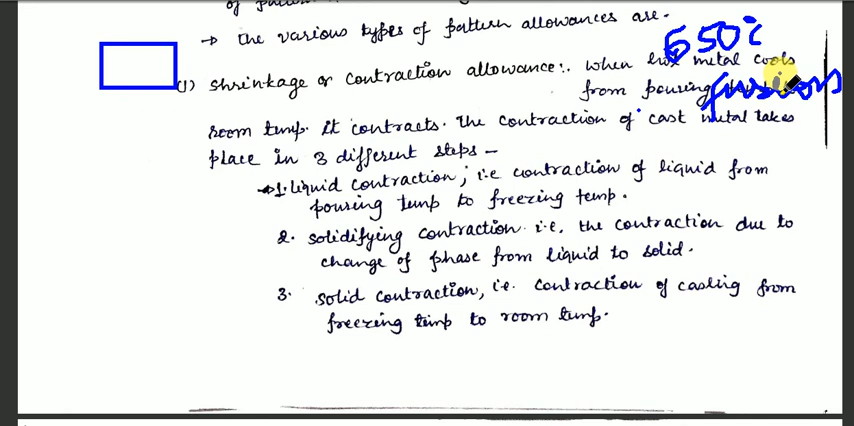 of
→ The various types of pattern allowances are.
650°C
(1) Shrinkage or contraction allowance:. When metal cools
from pouring
fusion
room temp. it contracts. The contraction of cast metal takes
place in 3 different steps –
→ 1. liquid contraction, i.e contraction of liquid from
pouring temp to freezing temp.
2. solidifying contraction i.e. the contraction due to
change of phase from liquid to solid.
3. solid contraction, i.e. contraction of casting from
freezing temp to room temp.